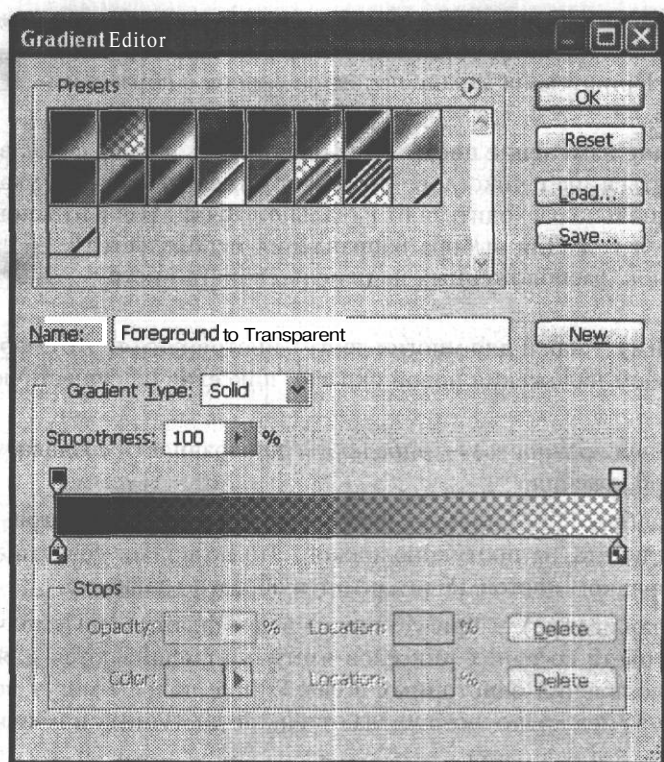 Gradient Editor
Presets
OK
Reset
Load...
Save...
Name: Foreground to Transparent
New
Gradient Type: Solid
Smoothness: 100 %
Stops
Opacity: % Location: % Delete
Color: Location: % Delete